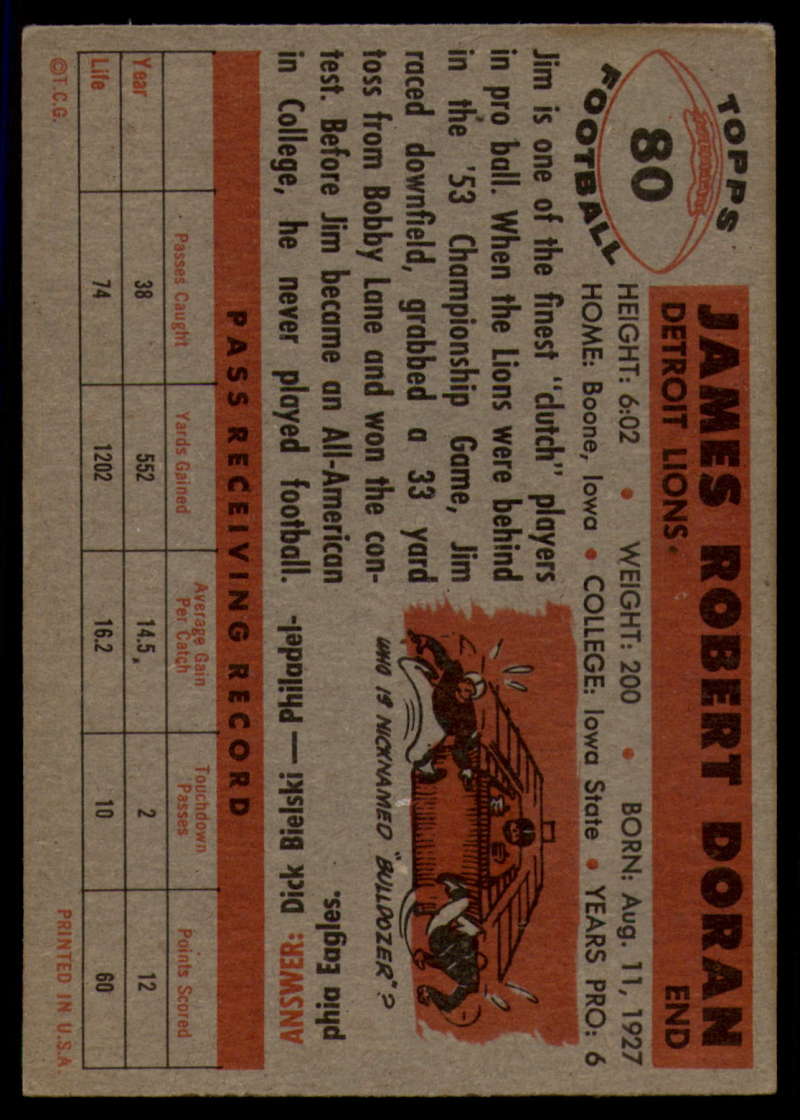 TOPPS
80
FOOTBALL
JAMES ROBERT DORAN
DETROIT LIONS END
HEIGHT: 6:02 • WEIGHT: 200 • BORN: Aug. 11, 1927
HOME: Boone, Iowa • COLLEGE: Iowa State • YEARS PRO: 6
Jim is one of the finest "clutch" players
in pro ball. When the Lions were behind
in the '53 Championship Game, Jim
raced downfield, grabbed a 33 yard
toss from Bobby Lane and won the con-
test. Before Jim became an All-American
in College, he never played football.
WHO IS NICKNAMED "BULLDOZER"?
ANSWER: Dick Bielski — Philadel-
phia Eagles.
PASS RECEIVING RECORD
Passes Caught Yards Gained Average Gain Per Catch Touchdown Passes Points Scored
Year 38 552 14.5 2 12
Life 74 1202 16.2 10 60
©T.C.G. PRINTED IN U.S.A.